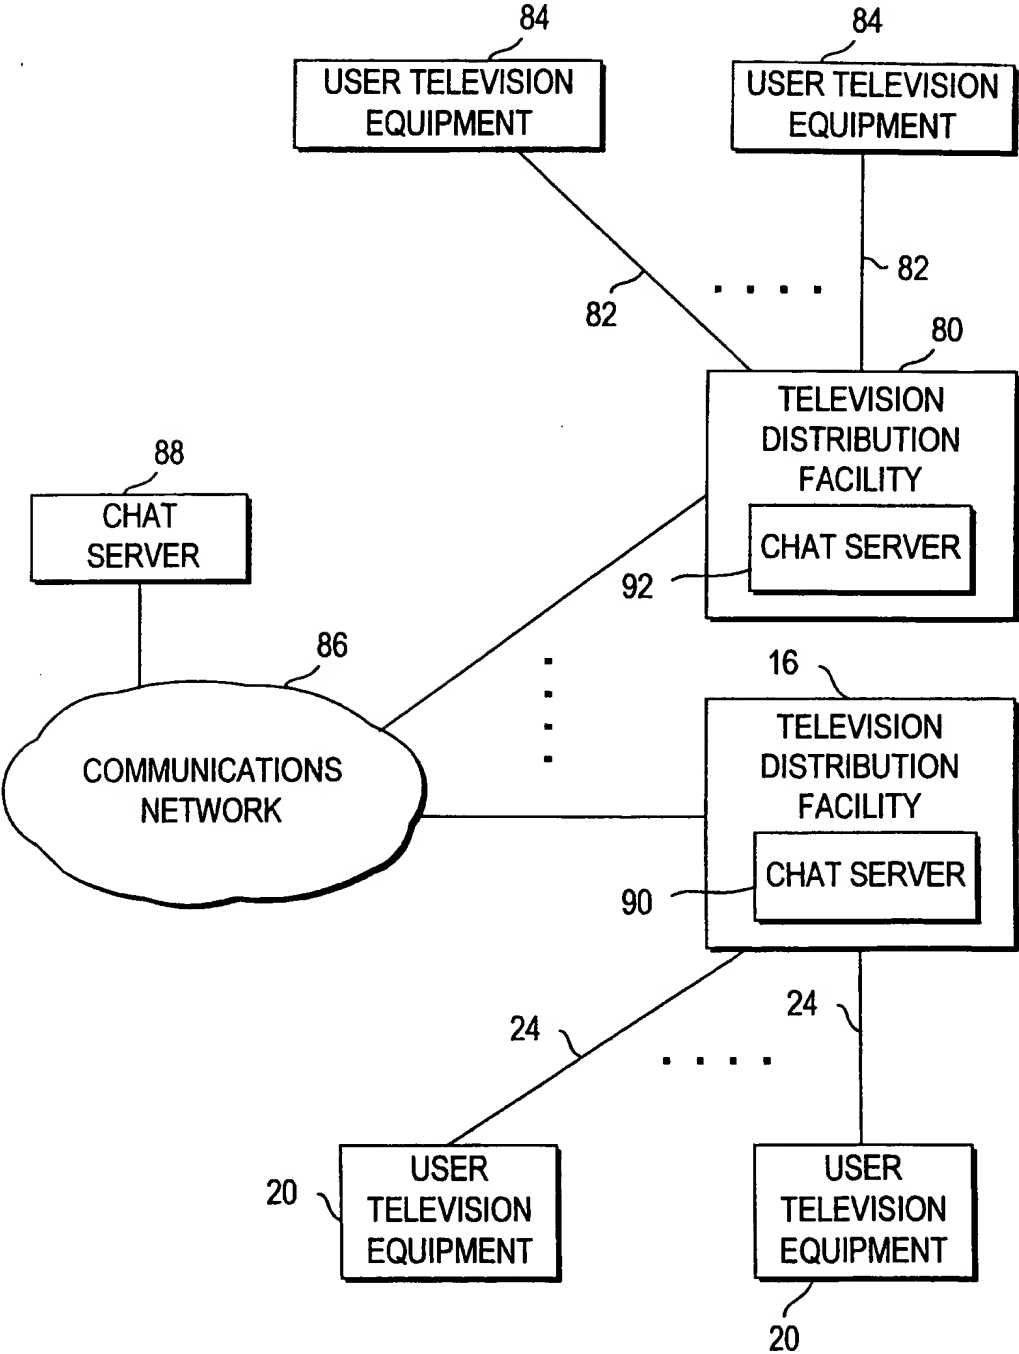 84
84
USER TELEVISION
EQUIPMENT
USER TELEVISION
EQUIPMENT
82
82
80
TELEVISION
DISTRIBUTION
FACILITY
88
CHAT
SERVER
CHAT SERVER
92
86
16
COMMUNICATIONS
NETWORK
TELEVISION
DISTRIBUTION
FACILITY
CHAT SERVER
90
24
24
USER
TELEVISION
EQUIPMENT
20
USER
TELEVISION
EQUIPMENT
20